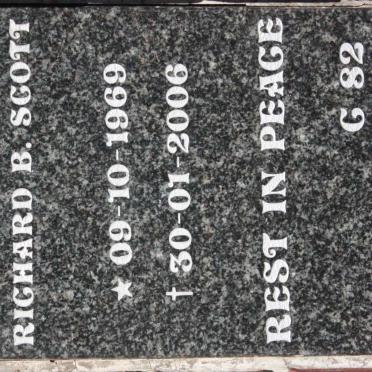 RICHARD B. SCOTT
★ 09-10-1969
† 30-01-2006
REST IN PEACE
C 82